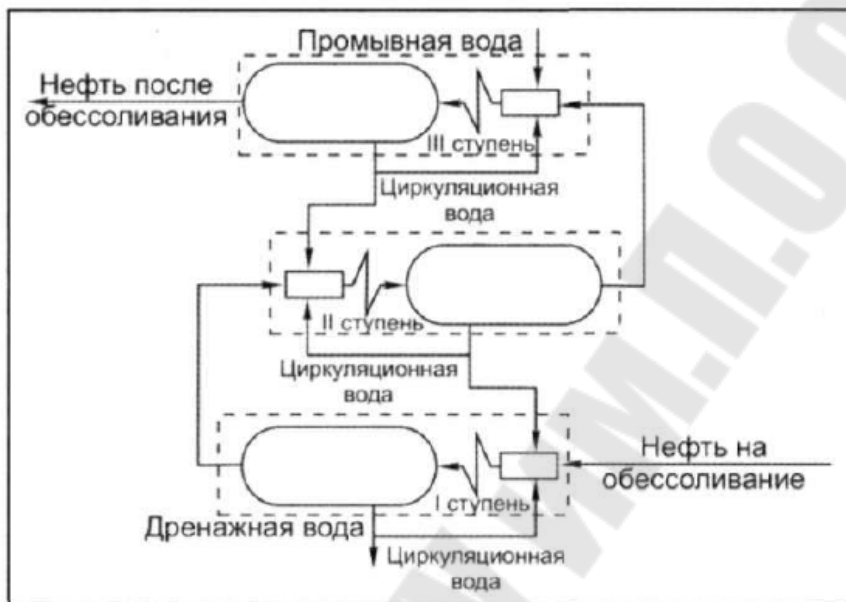 Промывная вода
Нефть после
обессоливания
III ступень
Циркуляционная
вода
II ступень
Циркуляционная
вода
Нефть на
обессоливание
I ступень
Дренажная вода
Циркуляционная
вода